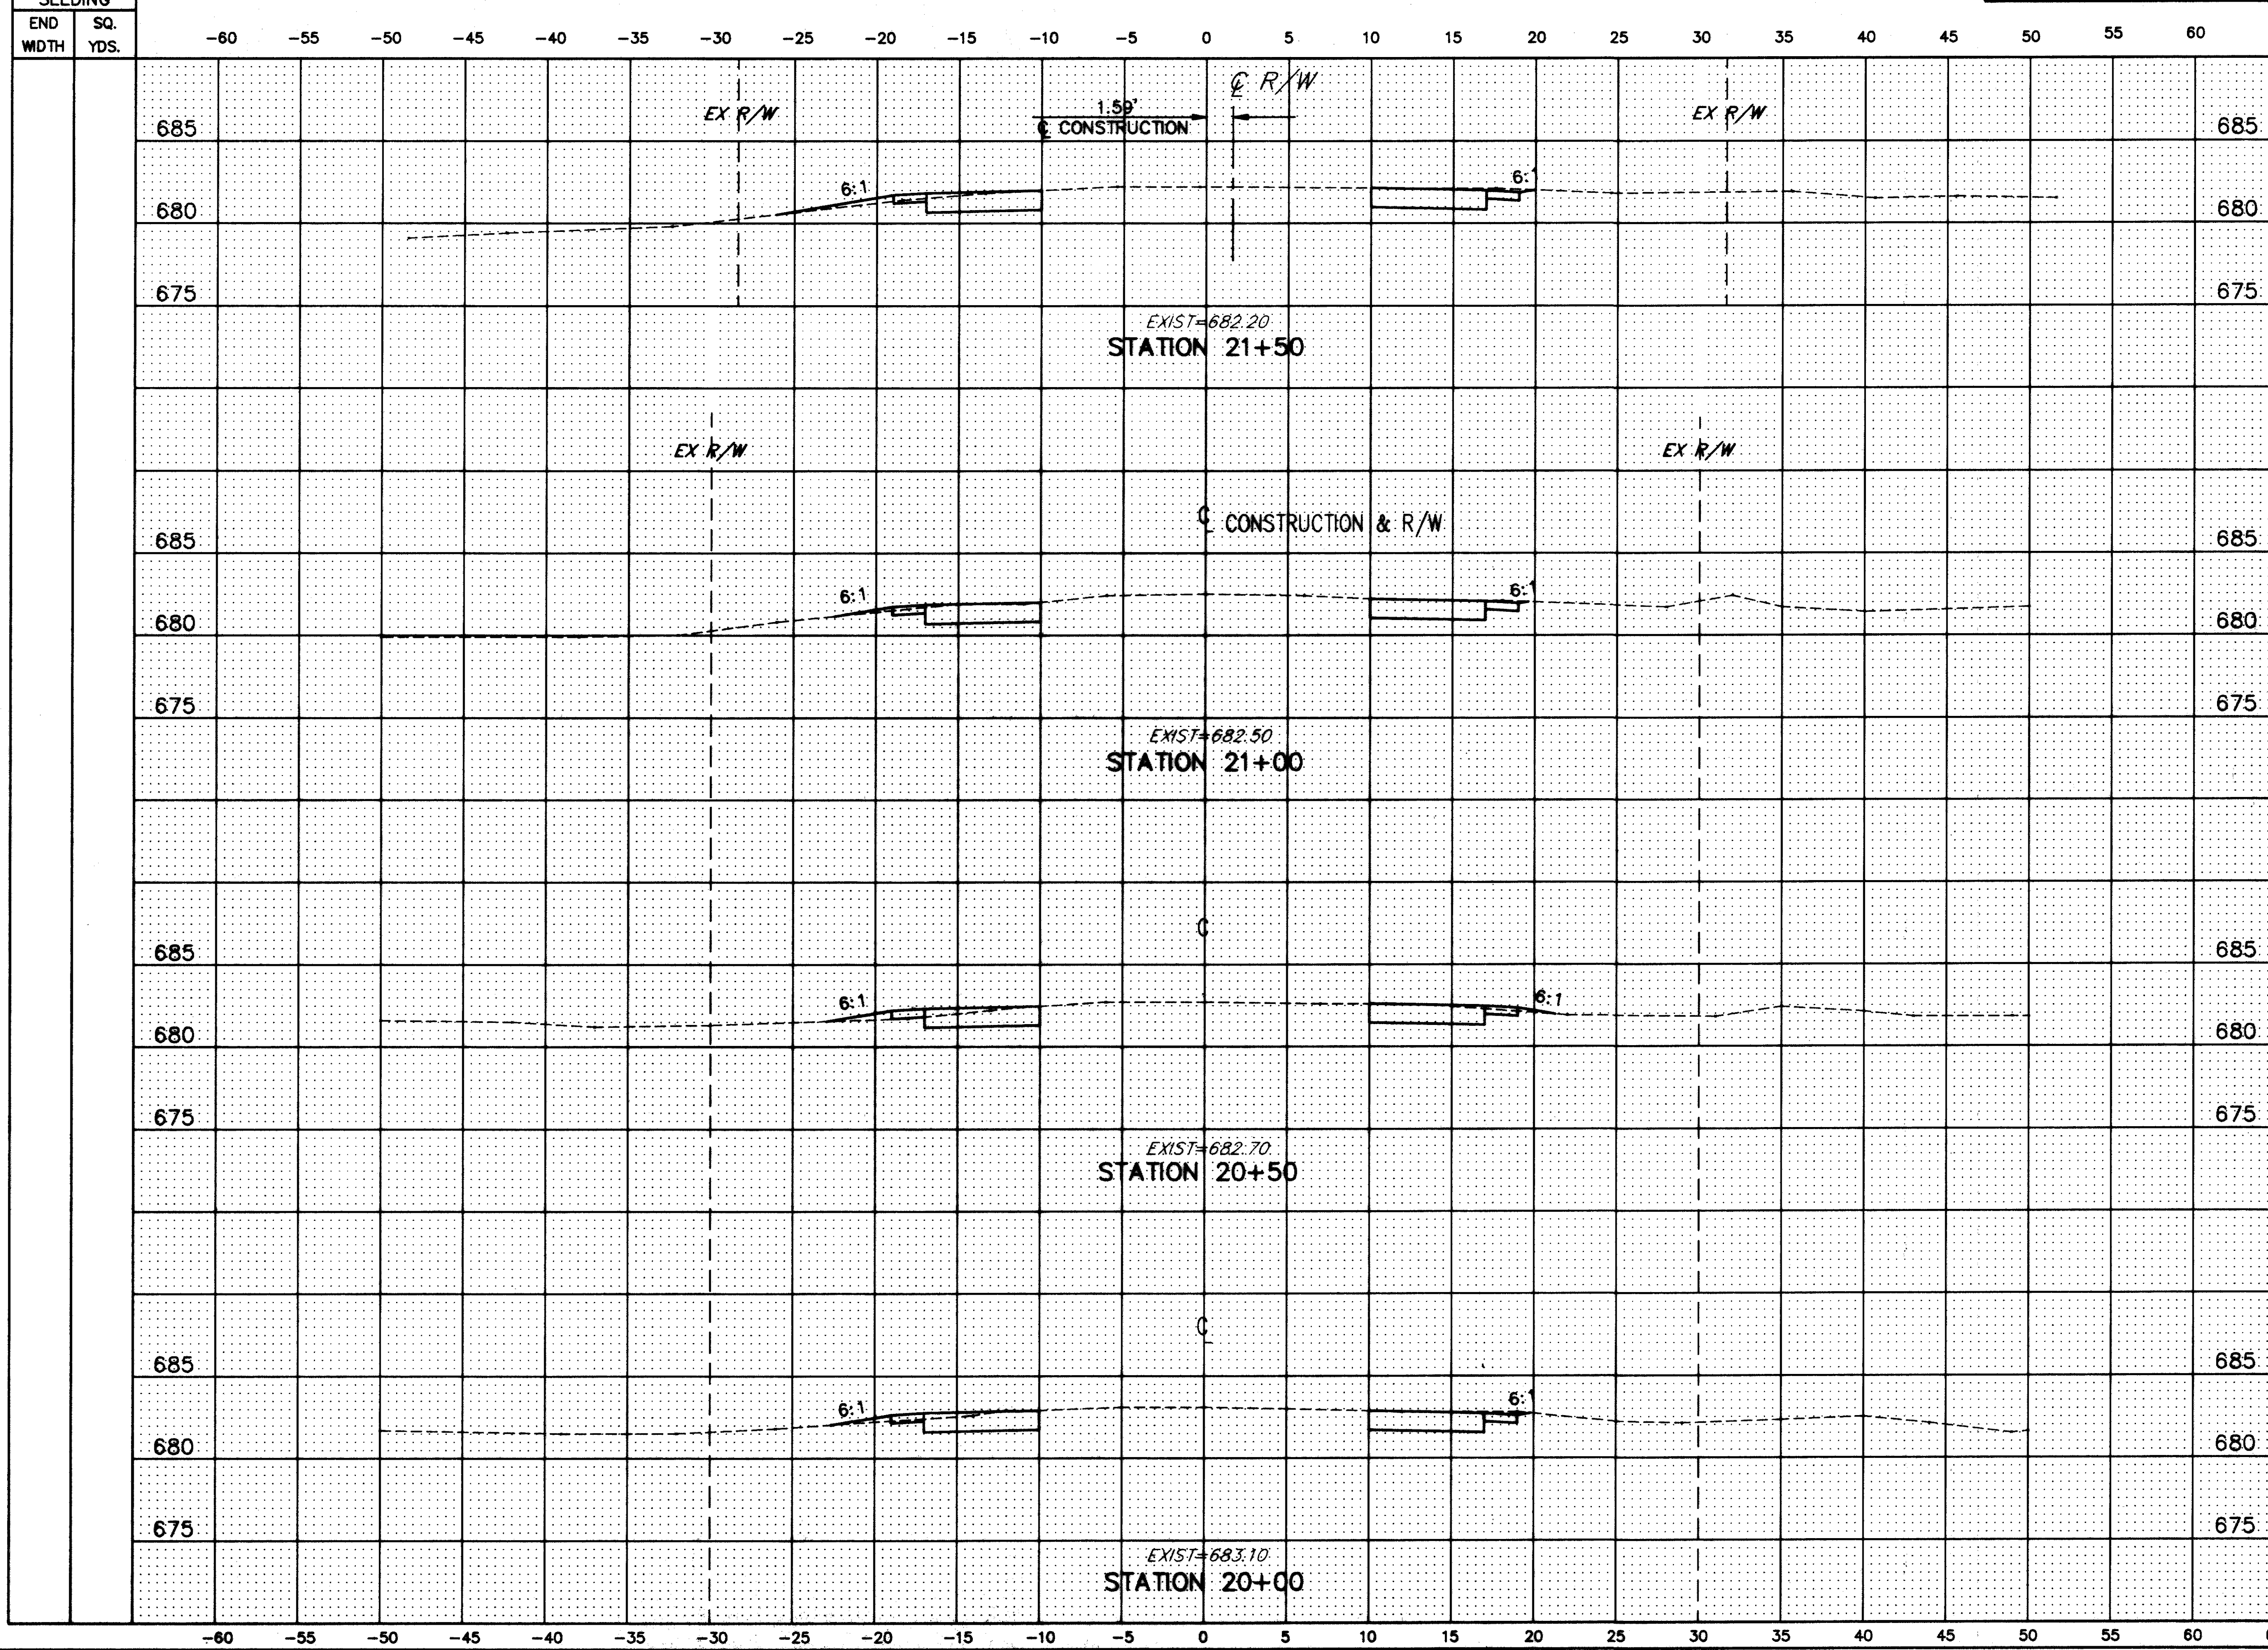 SEEDING
END WIDTH
SQ. YDS.
-60 -55 -50 -45 -40 -35 -30 -25 -20 -15 -10 -5 0 5 10 15 20 25 30 35 40 45 50 55 60
℄ R/W
EX R/W 1.59' EX R/W
℄ CONSTRUCTION
685 685
6:1 6:1
680 680
675 675
EXIST=682.20
STATION 21+50
EX R/W EX R/W
℄ CONSTRUCTION & R/W
685 685
6:1 6:1
680 680
675 675
EXIST=682.50
STATION 21+00
℄
685 685
6:1 6:1
680 680
675 675
EXIST=682.70
STATION 20+50
℄
685 685
6:1 6:1
680 680
675 675
EXIST=683.10
STATION 20+00
-60 -55 -50 -45 -40 -35 -30 -25 -20 -15 -10 -5 0 5 10 15 20 25 30 35 40 45 50 55 60